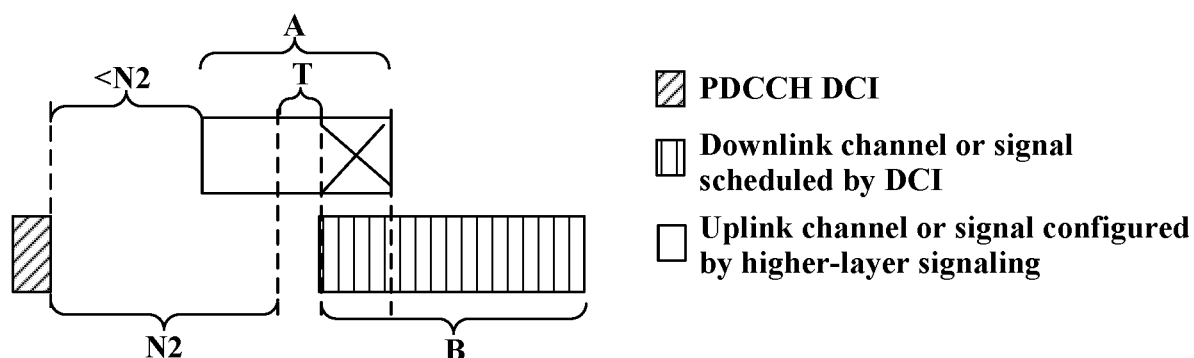 A
<N2
T
PDCCH DCI
Downlink channel or signal
scheduled by DCI
Uplink channel or signal configured
by higher-layer signaling
N2
B